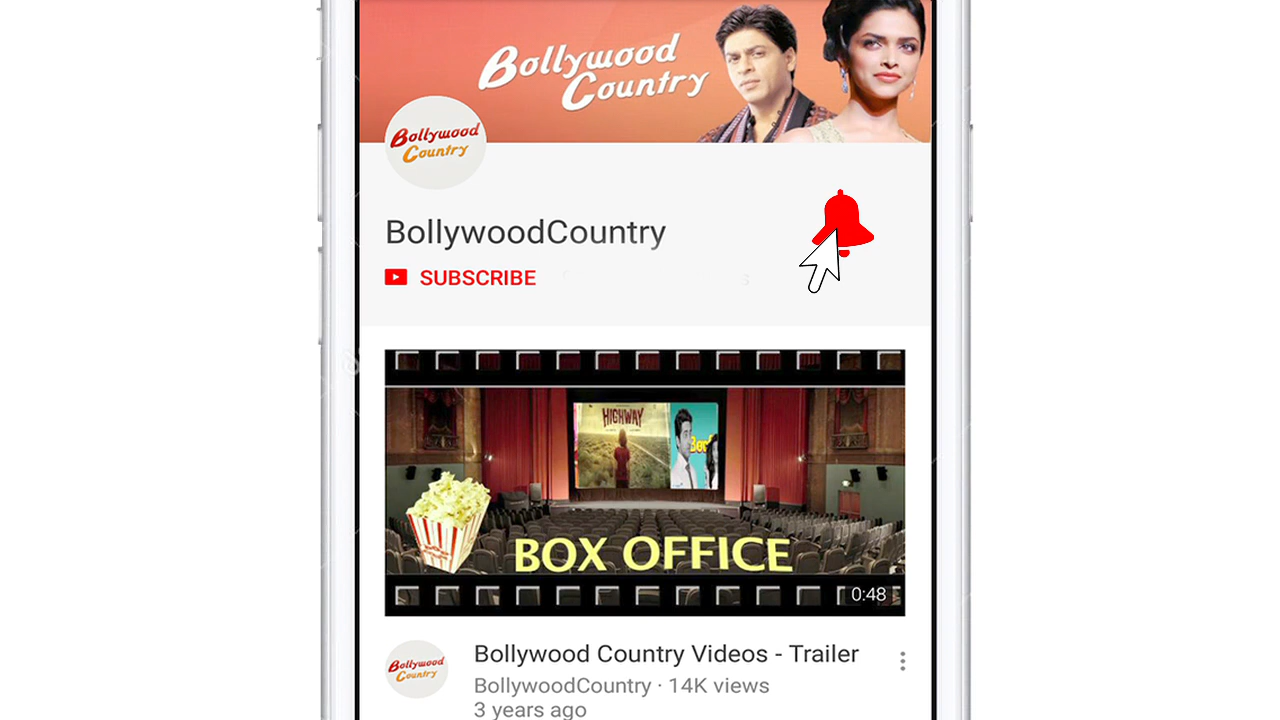 Bollywood
Country
Bollywood
Country
BollywoodCountry
SUBSCRIBE
HIGHWAY
BOX OFFICE
0:48
Bollywood
Country
Bollywood Country Videos - Trailer
BollywoodCountry · 14K views
3 years ago